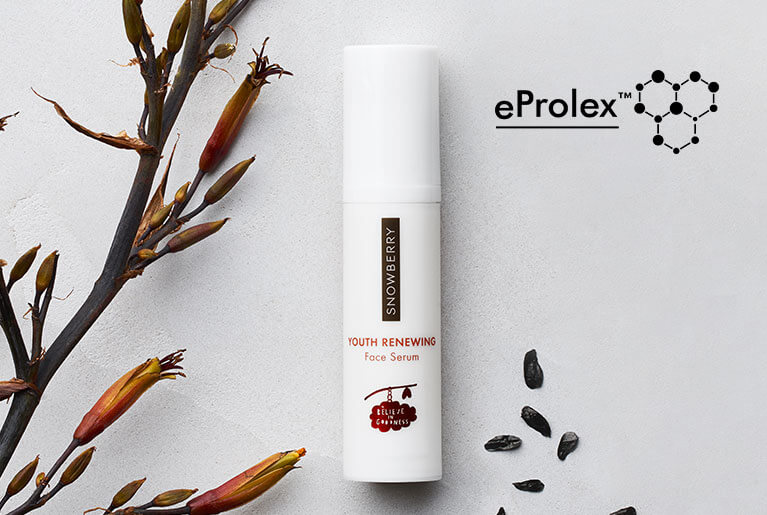 eProlex™
SNOWBERRY
YOUTH RENEWING
Face Serum
BELIEVE
IN
GOODNESS